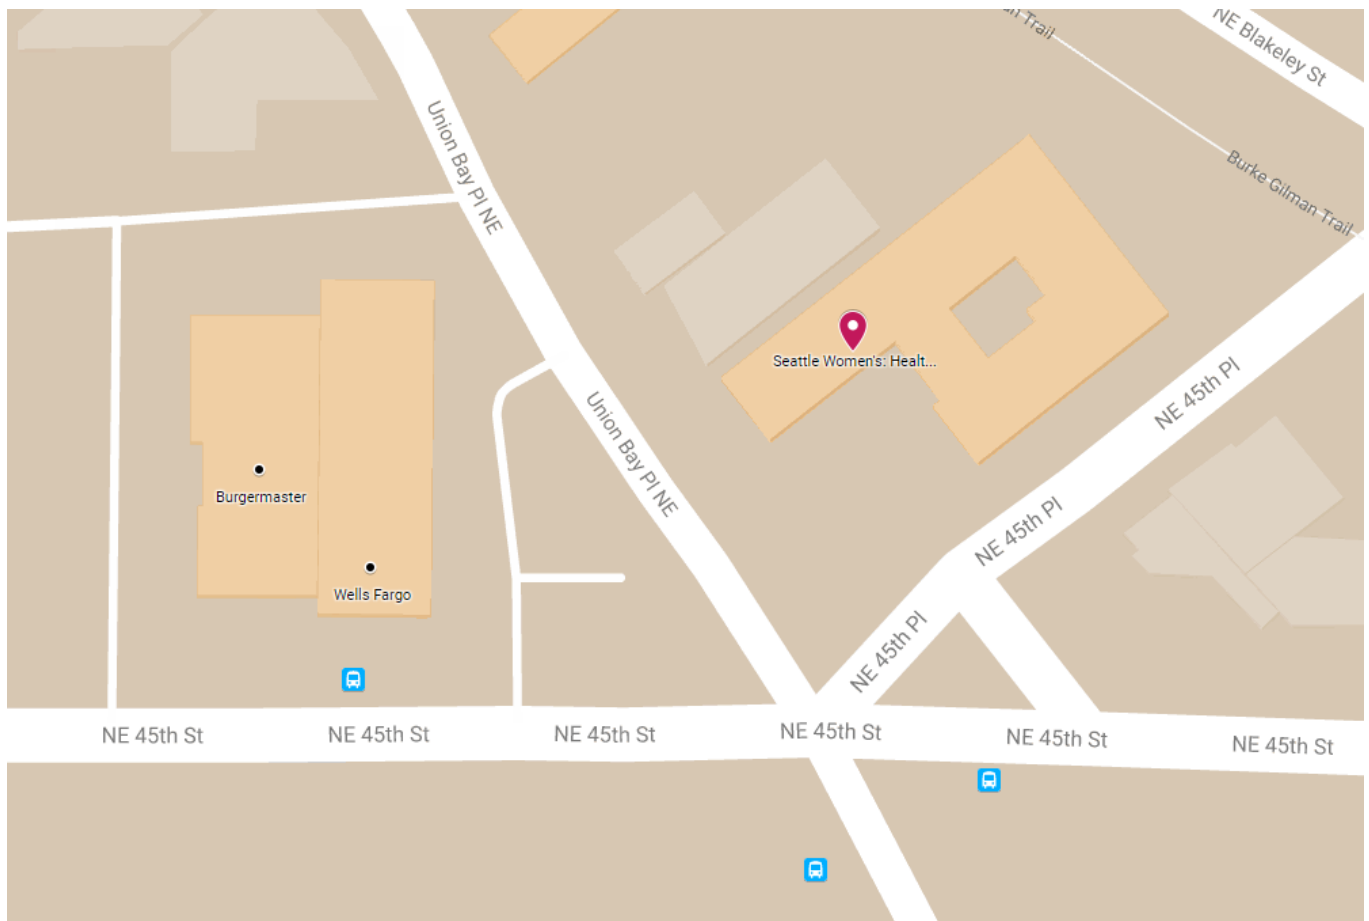 an Trail
NE Blakeley St
Union Bay Pl NE
Burke Gilman Trail
Seattle Women's: Healt...
NE 45th Pl
Union Bay Pl NE
Burgermaster
NE 45th Pl
Wells Fargo
NE 45th Pl
NE 45th St
NE 45th St
NE 45th St
NE 45th St
NE 45th St
NE 45th St